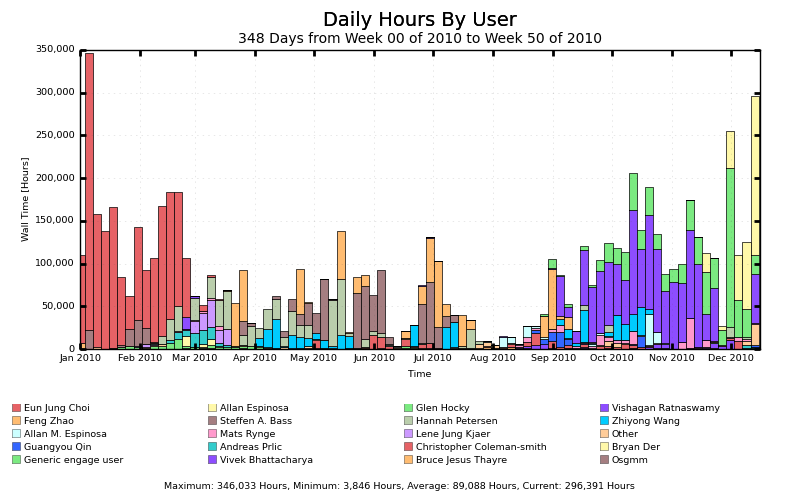 Daily Hours By User
348 Days from Week 00 of 2010 to Week 50 of 2010
350,000
300,000
250,000
200,000
150,000
100,000
50,000
0
Wall Time [Hours]
Jan 2010 Feb 2010 Mar 2010 Apr 2010 May 2010 Jun 2010 Jul 2010 Aug 2010 Sep 2010 Oct 2010 Nov 2010 Dec 2010
Time
Eun Jung Choi Allan Espinosa Glen Hocky Vishagan Ratnaswamy
Feng Zhao Steffen A. Bass Hannah Petersen Zhiyong Wang
Allan M. Espinosa Mats Rynge Lene Jung Kjaer Other
Guangyou Qin Andreas Prlic Christopher Coleman-smith Bryan Der
Generic engage user Vivek Bhattacharya Bruce Jesus Thayre Osgmm
Maximum: 346,033 Hours, Minimum: 3,846 Hours, Average: 89,088 Hours, Current: 296,391 Hours